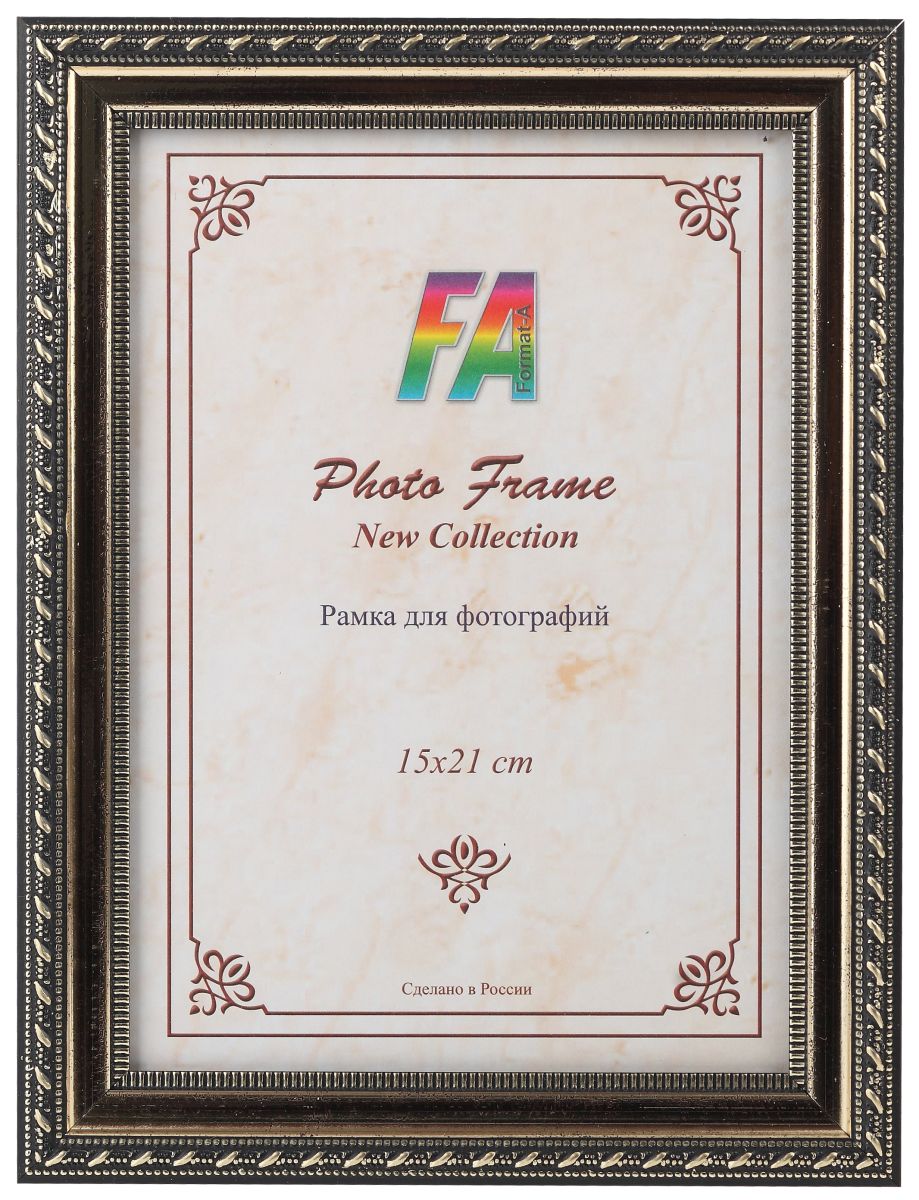 FA
Format-A
Photo Frame
New Collection
Рамка для фотографий
15x21 cm
Сделано в России